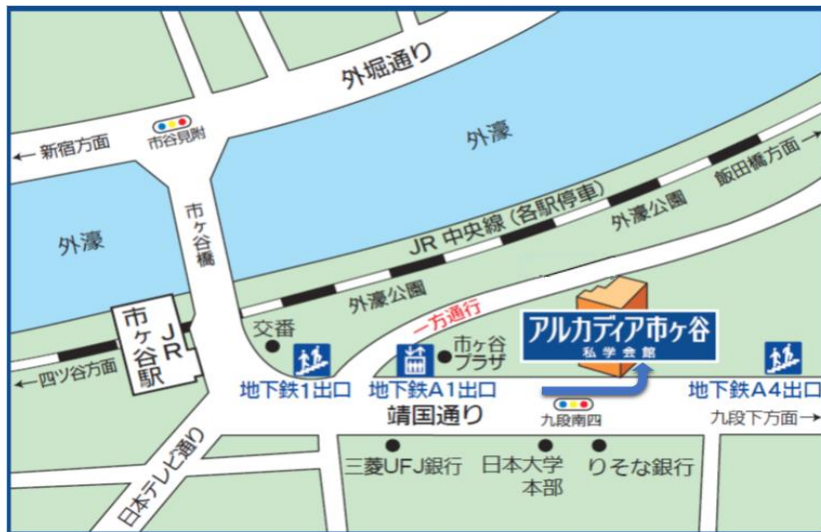 外堀通り
←新宿方面
市谷見附
外濠
飯田橋方面→
外濠
市ヶ谷橋
JR中央線(各駅停車)
外濠公園
外濠公園
一方通行
JR
市ヶ谷駅
交番
市ヶ谷
プラザ
アルカディア市ヶ谷
私学会館
←四ツ谷方面
地下鉄1出口
地下鉄A1出口
地下鉄A4出口
靖国通り
九段南四
九段下方面→
日本テレビ通り
三菱UFJ銀行
日本大学
本部
りそな銀行